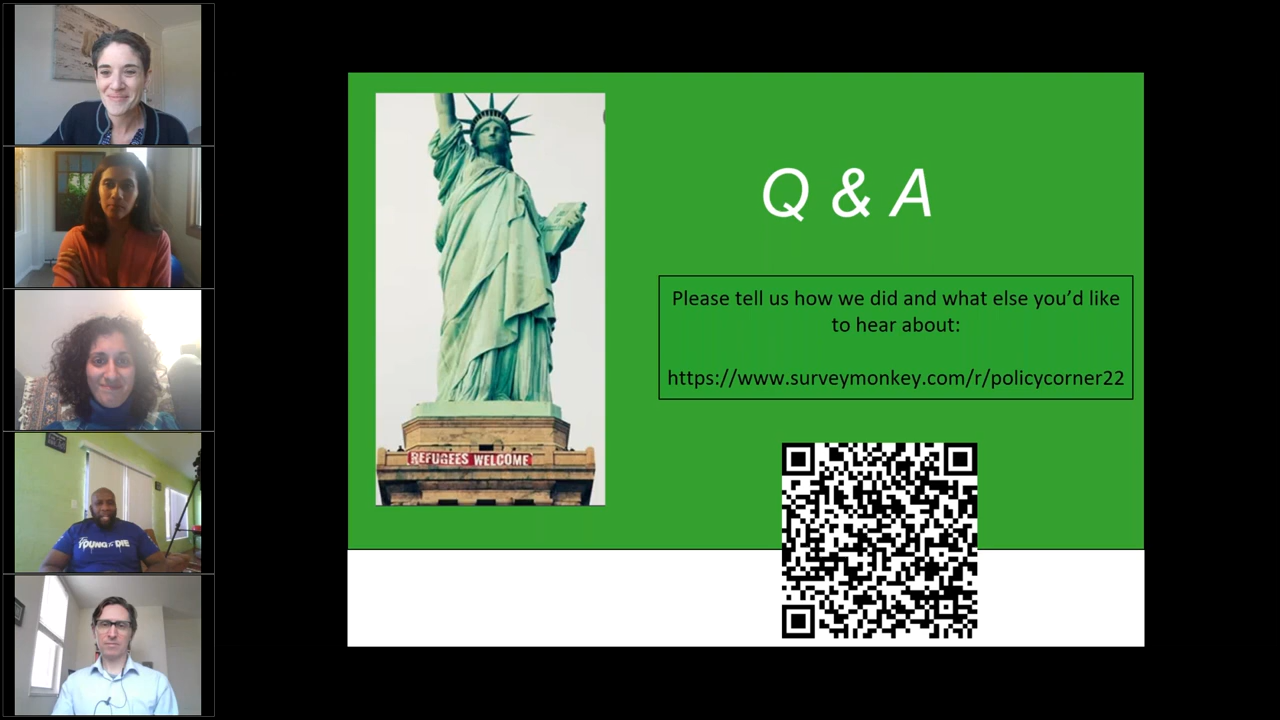 Q & A
Please tell us how we did and what else you’d like
to hear about:
https://www.surveymonkey.com/r/policycorner22
REFUGEES WELCOME